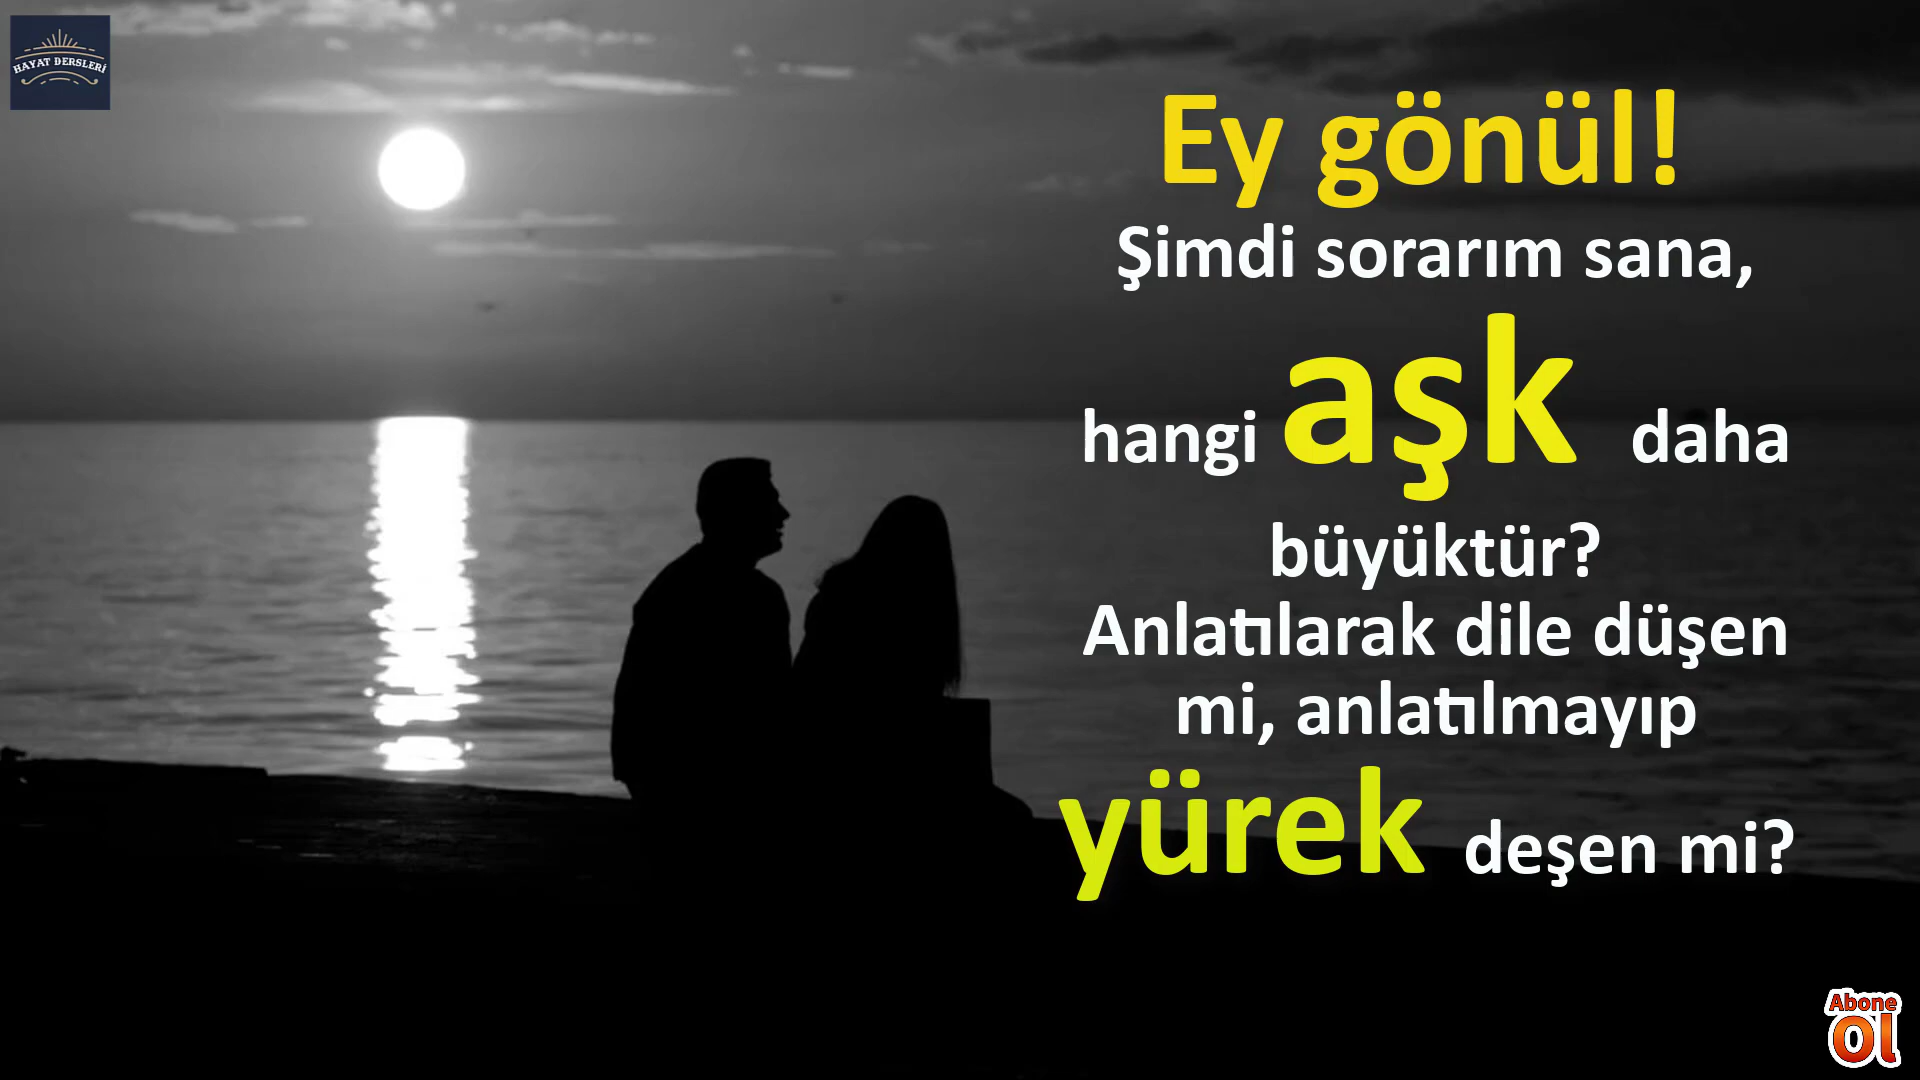 HAYAT DERSLERİ
Ey gönül!
Şimdi sorarım sana,
hangi aşk daha
büyüktür?
Anlatılarak dile düşen
mi, anlatılmayıp
yürek deşen mi?
Abone
ol